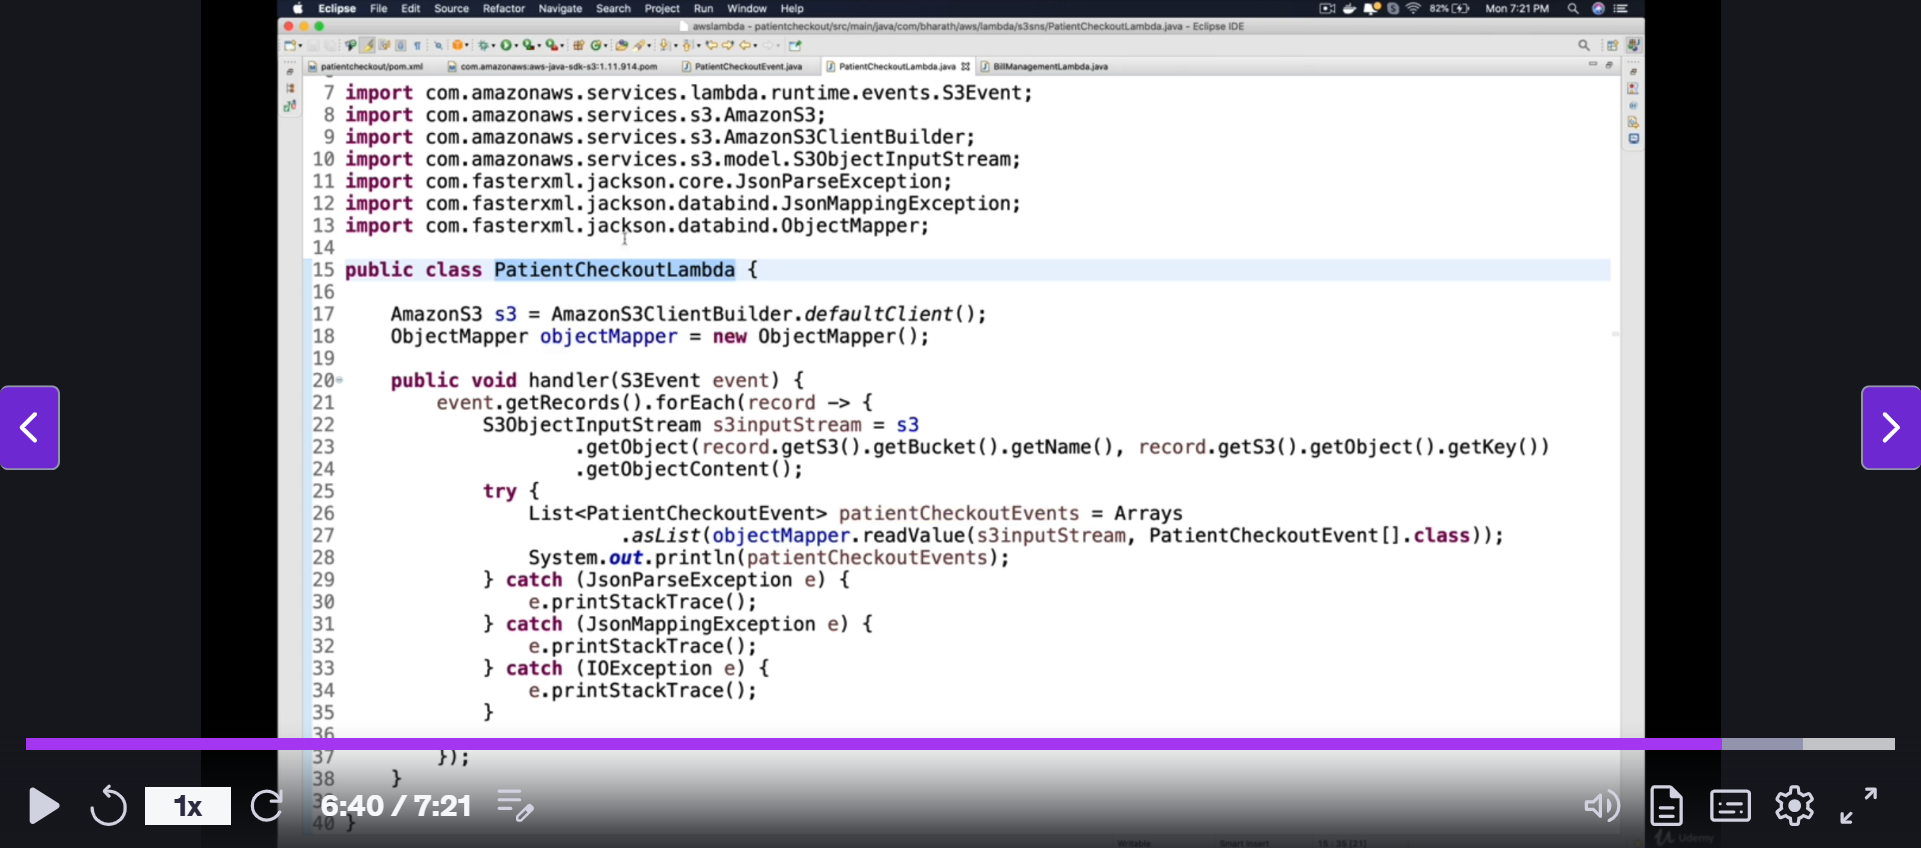 Eclipse File Edit Source Refactor Navigate Search Project Run Window Help 82% Mon 7:21 PM
awslambda - patientcheckout/src/main/java/com/bharath/aws/lambda/s3sns/PatientCheckoutLambda.java - Eclipse IDE
patientcheckout/pom.xml com.amazonaws:aws-java-sdk-s3:1.11.914.pom PatientCheckoutEvent.java PatientCheckoutLambda.java BillManagementLambda.java
7 import com.amazonaws.services.lambda.runtime.events.S3Event;
8 import com.amazonaws.services.s3.AmazonS3;
9 import com.amazonaws.services.s3.AmazonS3ClientBuilder;
10 import com.amazonaws.services.s3.model.S3ObjectInputStream;
11 import com.fasterxml.jackson.core.JsonParseException;
12 import com.fasterxml.jackson.databind.JsonMappingException;
13 import com.fasterxml.jackson.databind.ObjectMapper;
14
15 public class PatientCheckoutLambda {
16
17 AmazonS3 s3 = AmazonS3ClientBuilder.defaultClient();
18 ObjectMapper objectMapper = new ObjectMapper();
19
20 public void handler(S3Event event) {
21 event.getRecords().forEach(record -> {
22 S3ObjectInputStream s3inputStream = s3
23 .getObject(record.getS3().getBucket().getName(), record.getS3().getObject().getKey())
24 .getObjectContent();
25 try {
26 List<PatientCheckoutEvent> patientCheckoutEvents = Arrays
27 .asList(objectMapper.readValue(s3inputStream, PatientCheckoutEvent[].class));
28 System.out.println(patientCheckoutEvents);
29 } catch (JsonParseException e) {
30 e.printStackTrace();
31 } catch (JsonMappingException e) {
32 e.printStackTrace();
33 } catch (IOException e) {
34 e.printStackTrace();
35 }
36
37 });
38 }
1x 6:40 / 7:21
40 }
Writable Smart Insert 15 : 35 [21]
Udemy